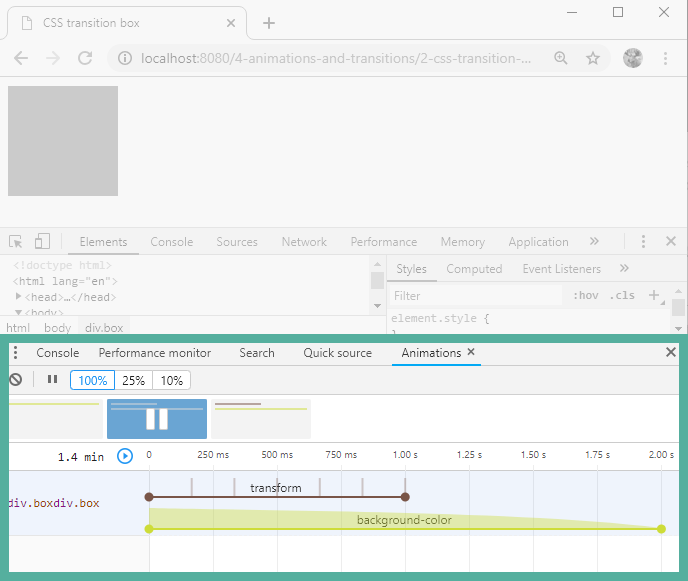 CSS transition box
localhost:8080/4-animations-and-transitions/2-css-transition-...
Elements Console Sources Network Performance Memory Application »
<!doctype html>
<html lang="en">
<head>…</head>
<body>
html body div.box
Styles Computed Event Listeners »
Filter :hov .cls +
element.style {
}
Console Performance monitor Search Quick source Animations ×
100% 25% 10%
1.4 min 0 250 ms 500 ms 750 ms 1.00 s 1.25 s 1.50 s 1.75 s 2.00 s
transform
div.boxdiv.box
background-color